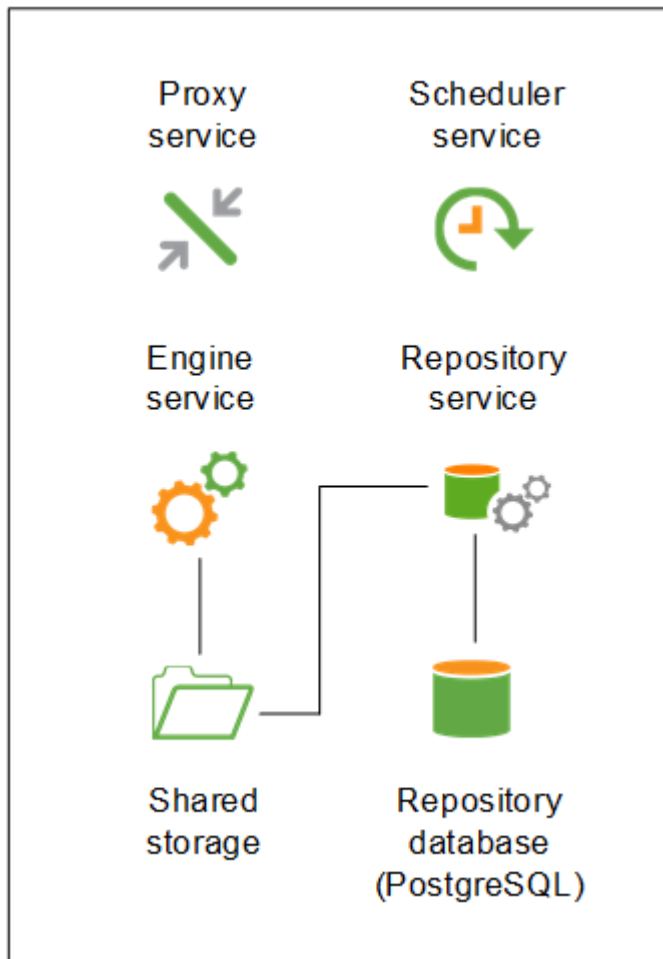 Proxy
service
Scheduler
service
Engine
service
Repository
service
Shared
storage
Repository
database
(PostgreSQL)